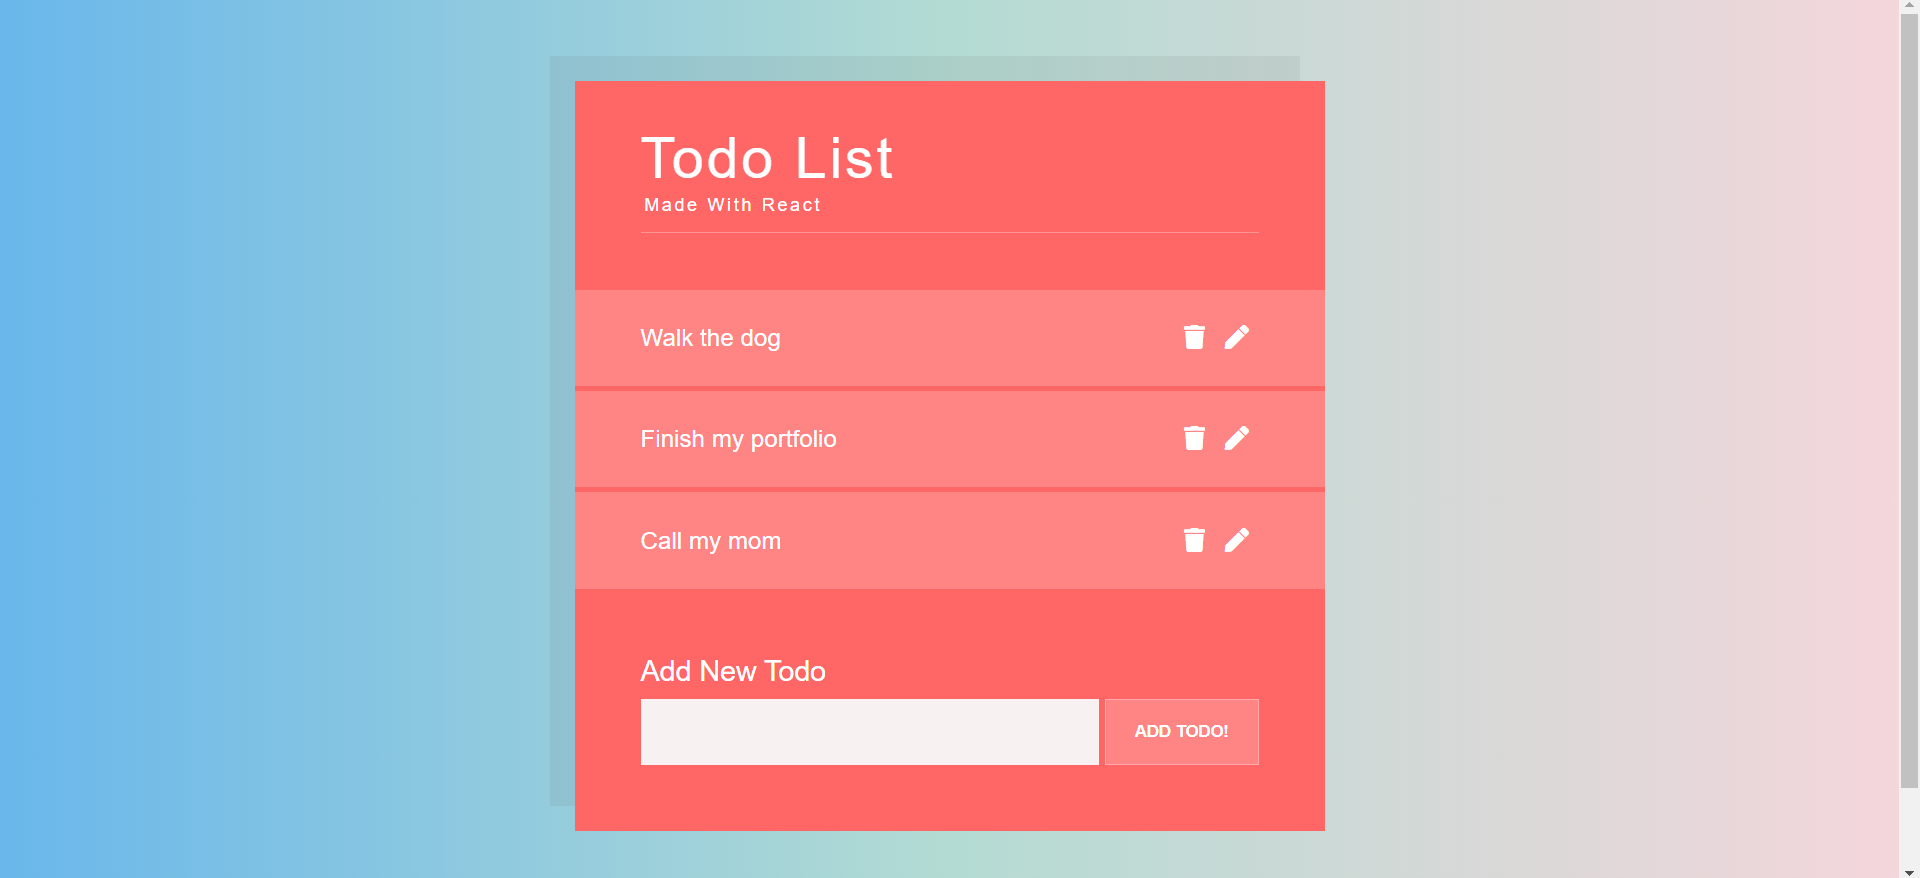 Todo List
Made With React
Walk the dog
Finish my portfolio
Call my mom
Add New Todo
ADD TODO!